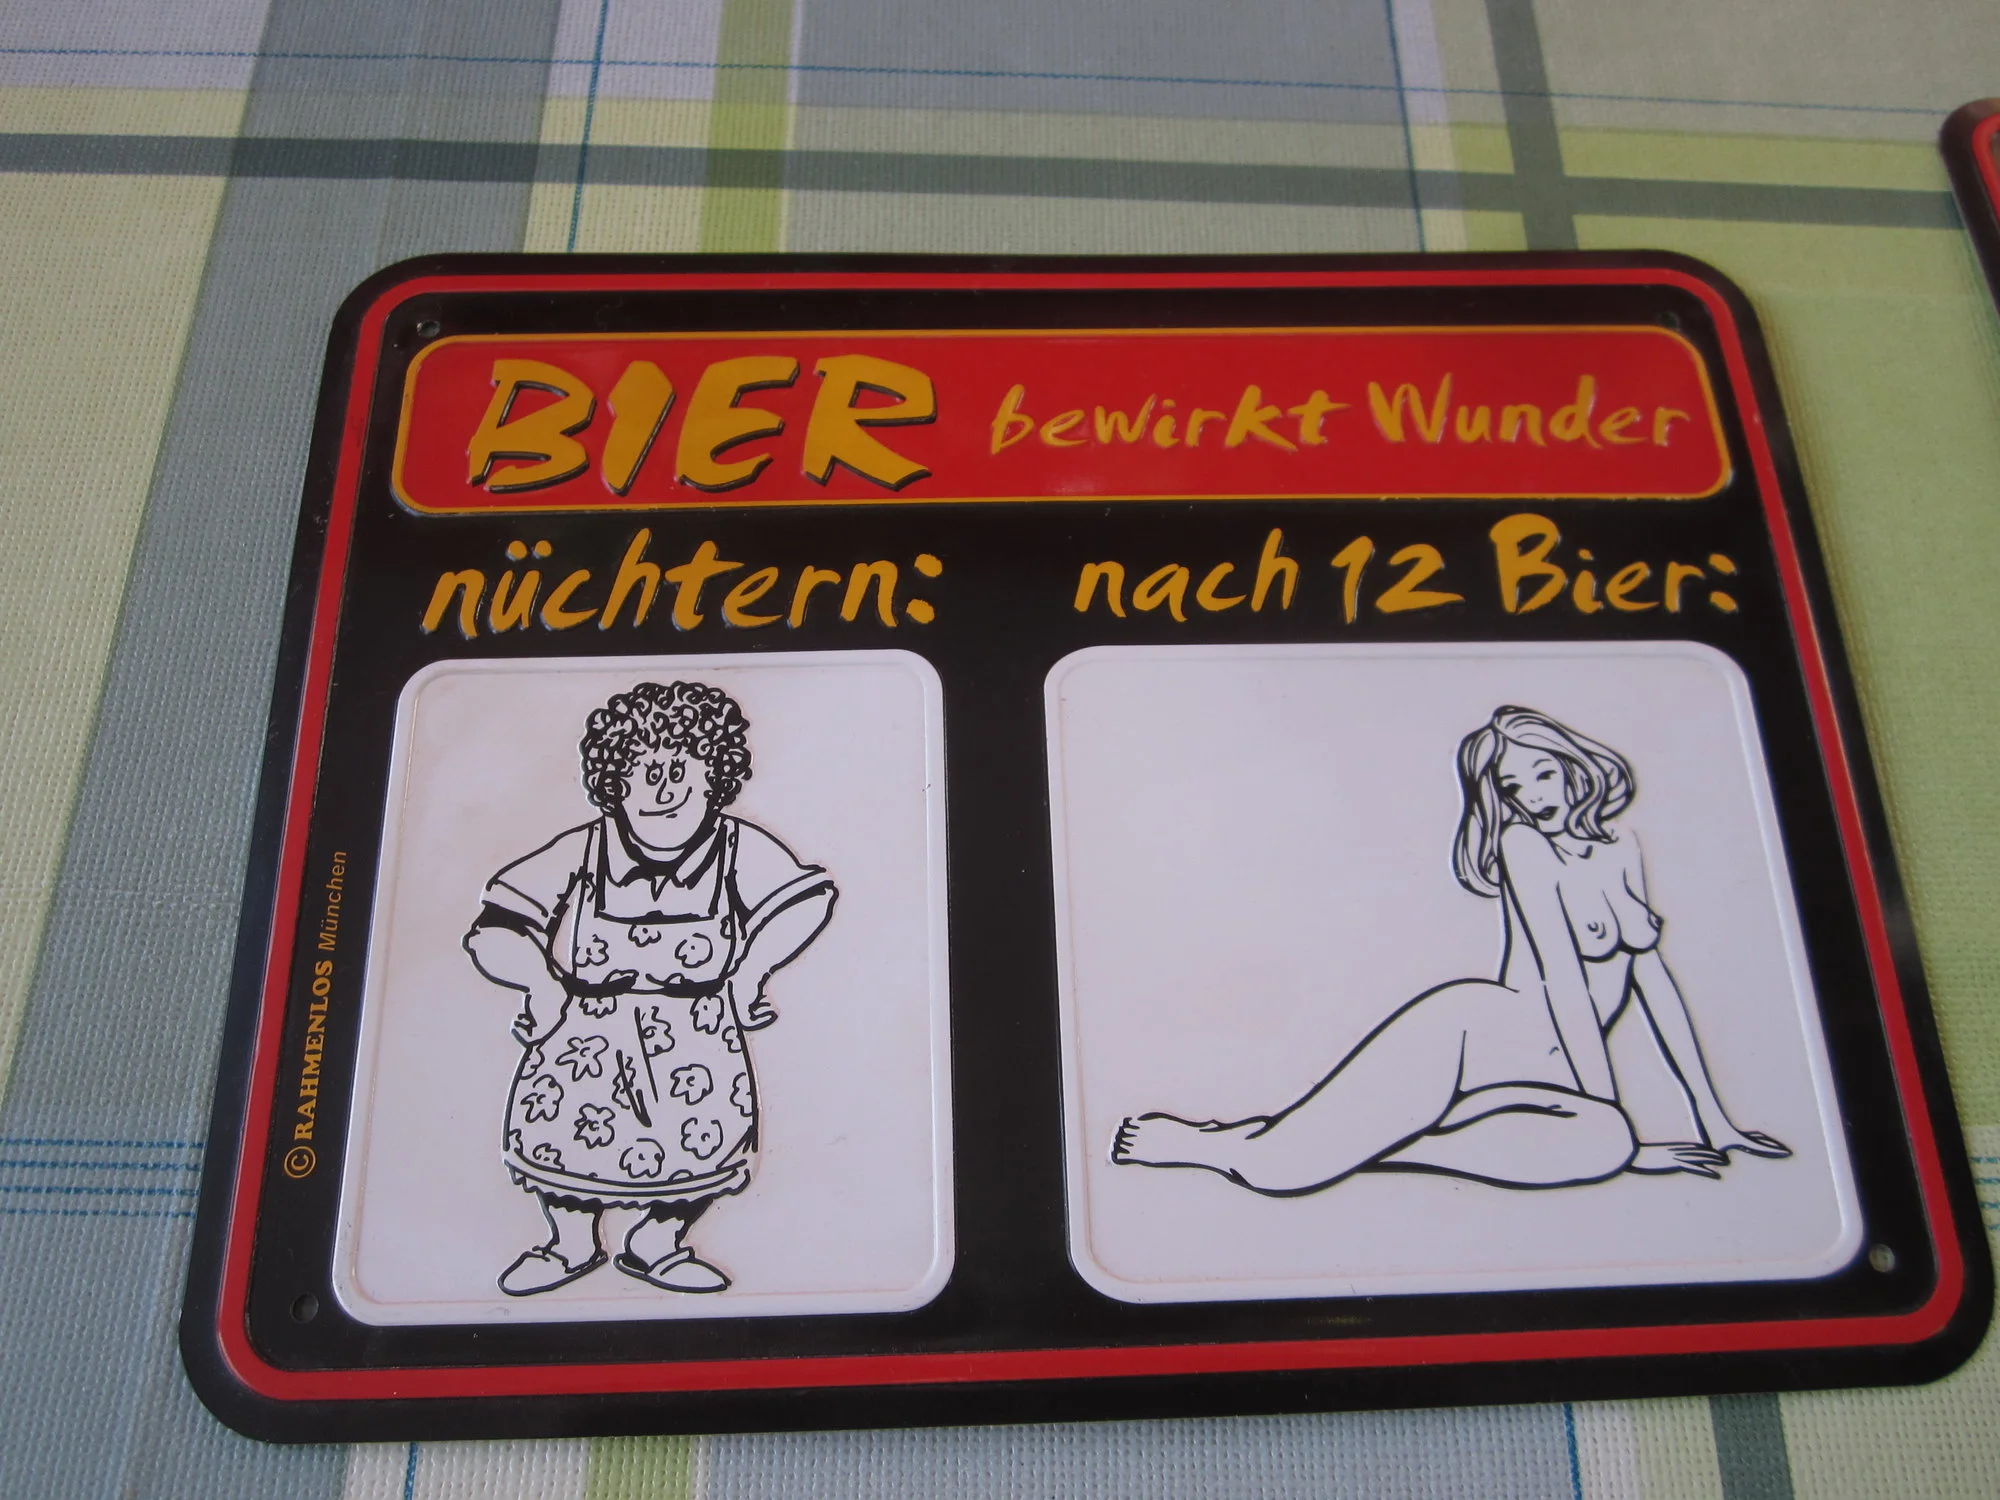 BIER bewirkt Wunder
nüchtern:
nach 12 Bier:
© RAHMENLOS München